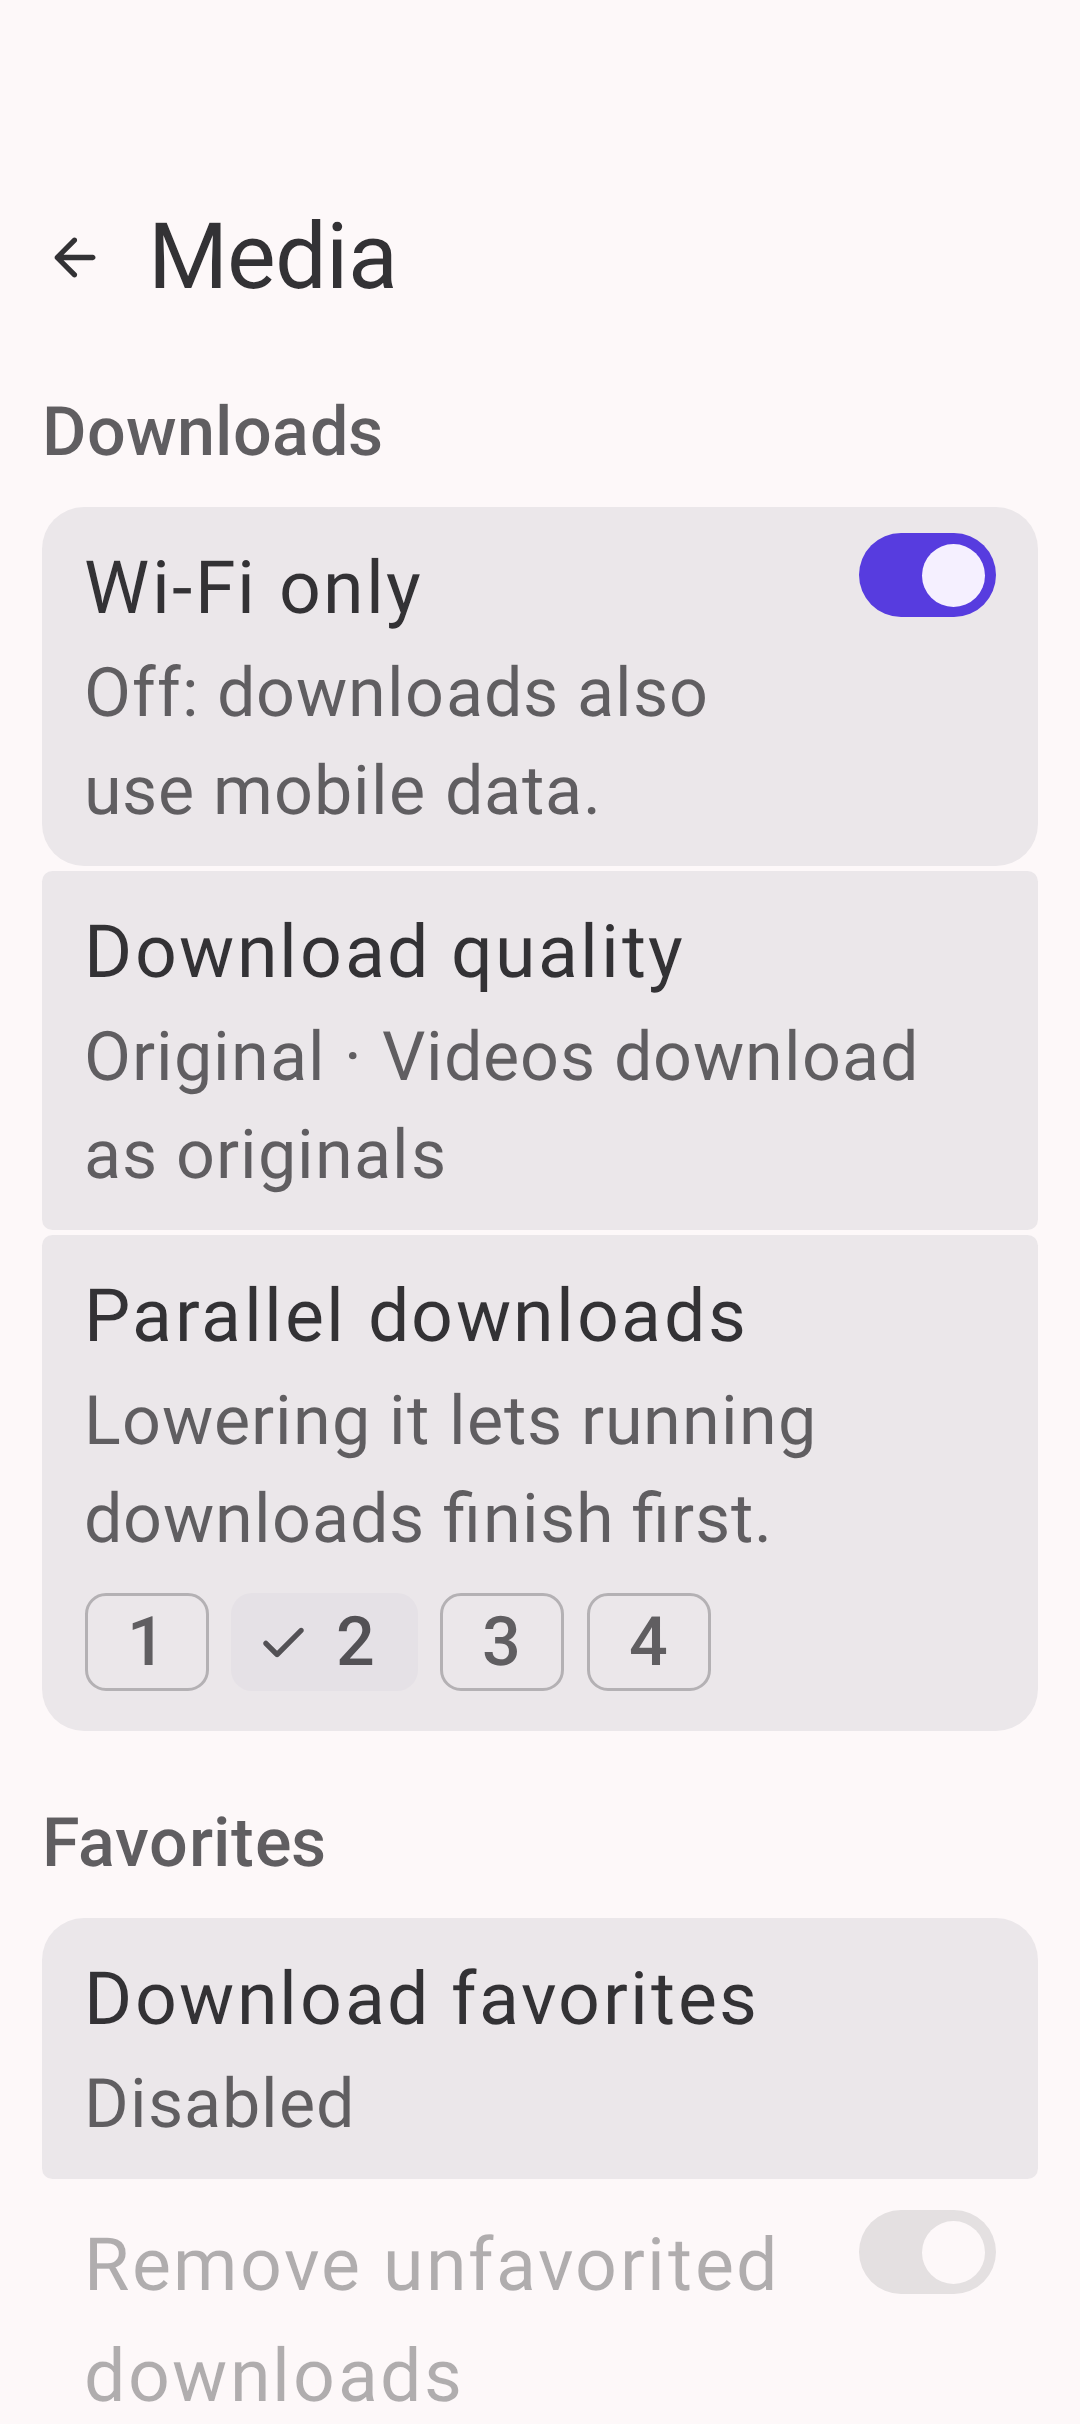 Media
Downloads
Wi-Fi only
Off: downloads also
use mobile data.
Download quality
Original · Videos download
as originals
Parallel downloads
Lowering it lets running
downloads finish first.
1 2 3 4
Favorites
Download favorites
Disabled
Remove unfavorited
downloads